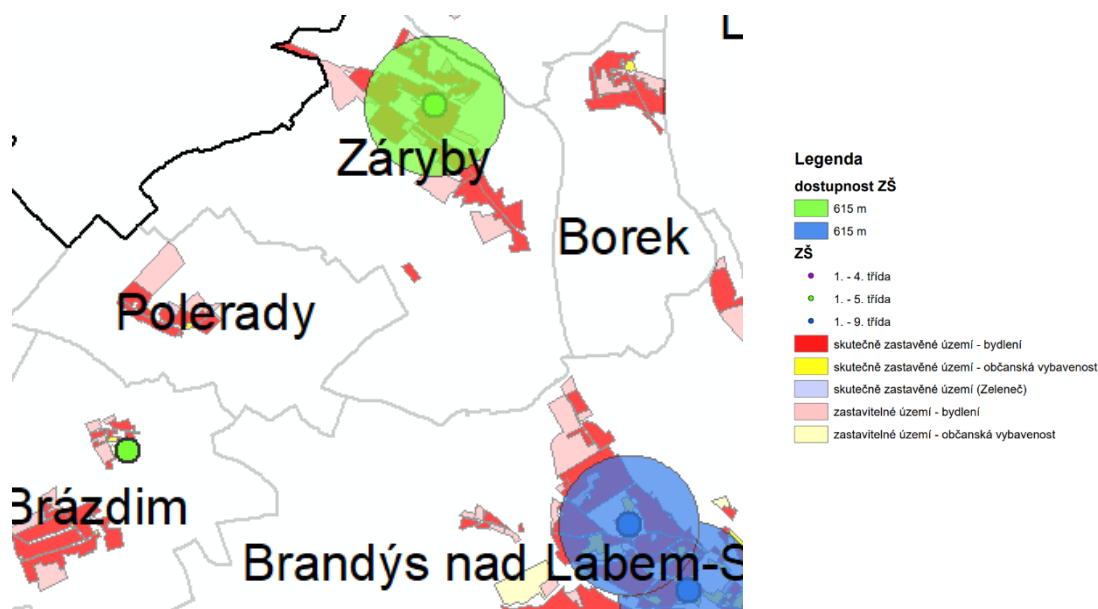 L
Záryby
Borek
Polerady
Brázdim
Brandýs nad Labem-S
Legenda
dostupnost ZŠ
615 m
615 m
ZŠ
1. - 4. třída
1. - 5. třída
1. - 9. třída
skutečně zastavěné území - bydlení
skutečně zastavěné území - občanská vybavenost
skutečně zastavěné území (Zeleneč)
zastavitelné území - bydlení
zastavitelné území - občanská vybavenost